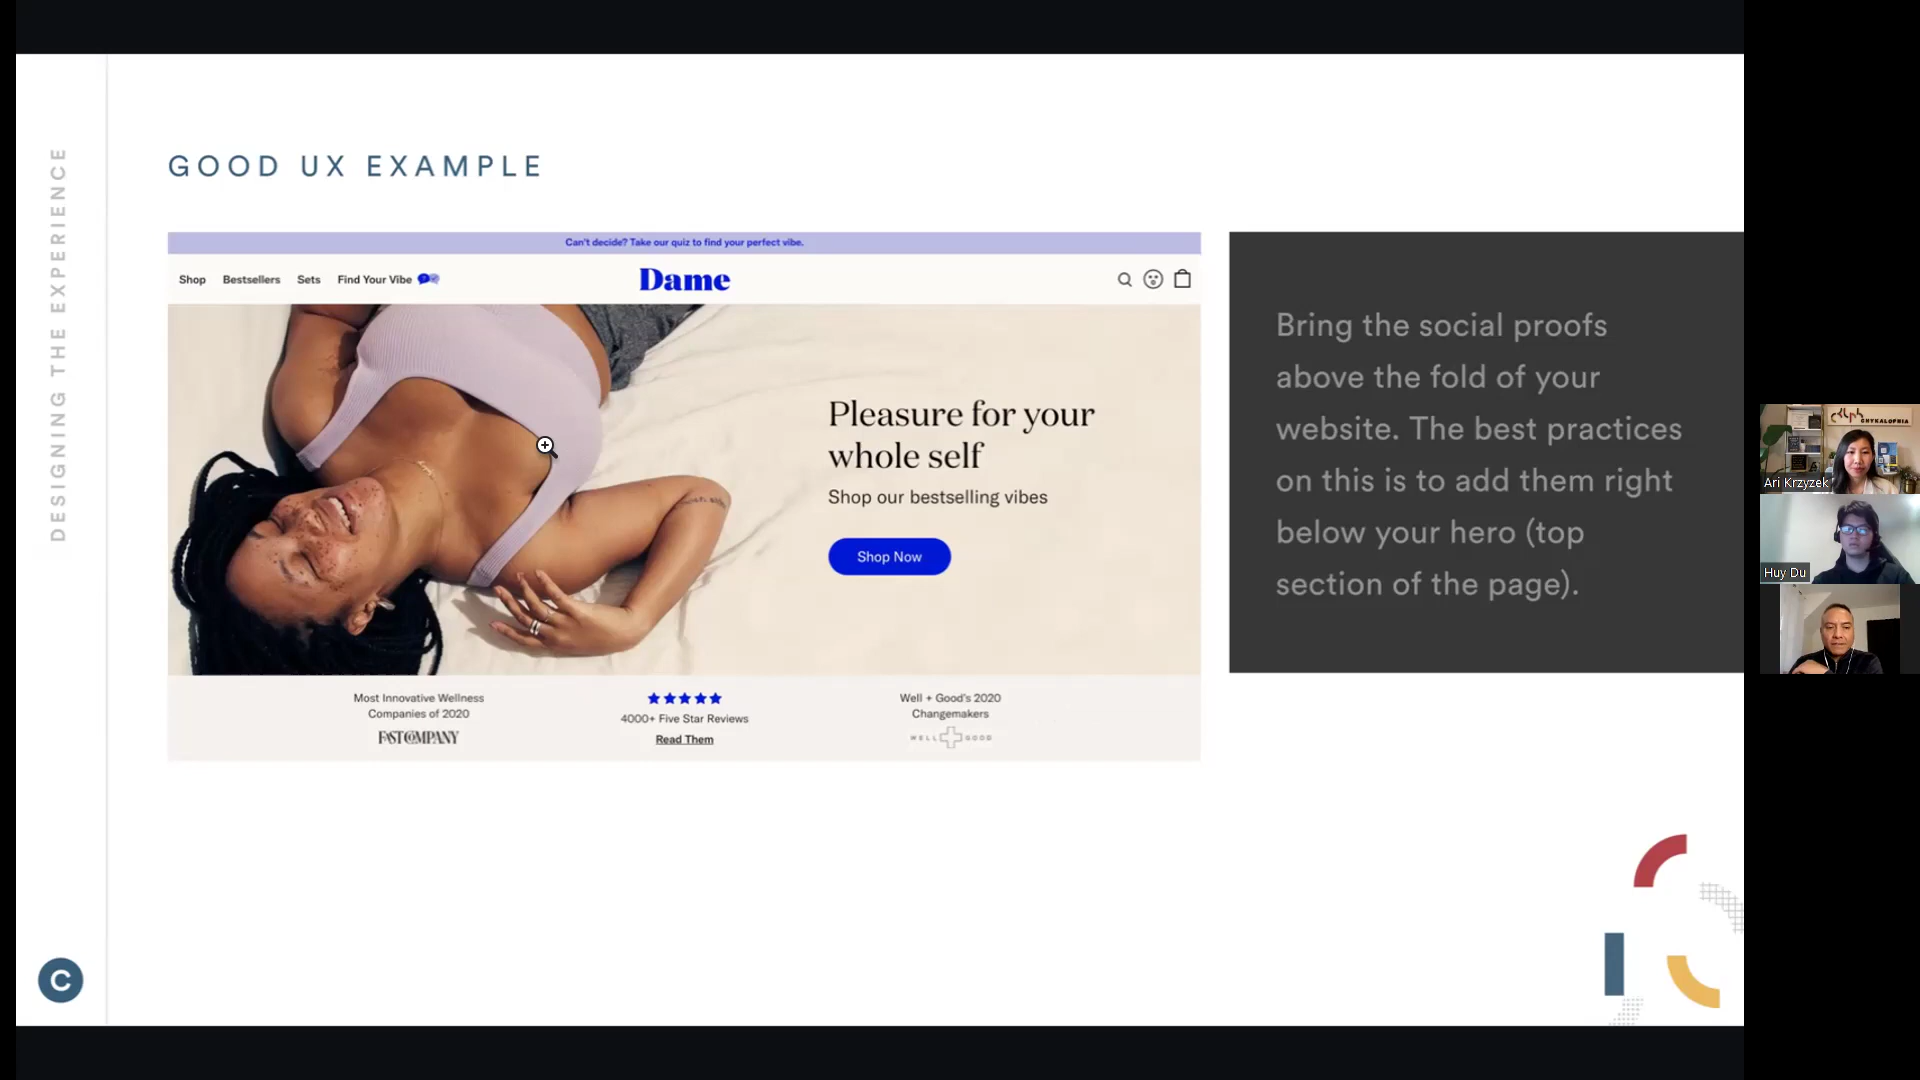 DESIGNING THE EXPERIENCE
GOOD UX EXAMPLE
Can't decide? Take our quiz to find your perfect vibe.
Shop Bestsellers Sets Find Your Vibe
Dame
Pleasure for your
whole self
Shop our bestselling vibes
Shop Now
Most Innovative Wellness
Companies of 2020
FAST COMPANY
4000+ Five Star Reviews
Read Them
Well + Good's 2020
Changemakers
WELL GOOD
Bring the social proofs
above the fold of your
website. The best practices
on this is to add them right
below your hero (top
section of the page).
C
CHYKALOPHIA
Ari Krzyzek
Huy Du